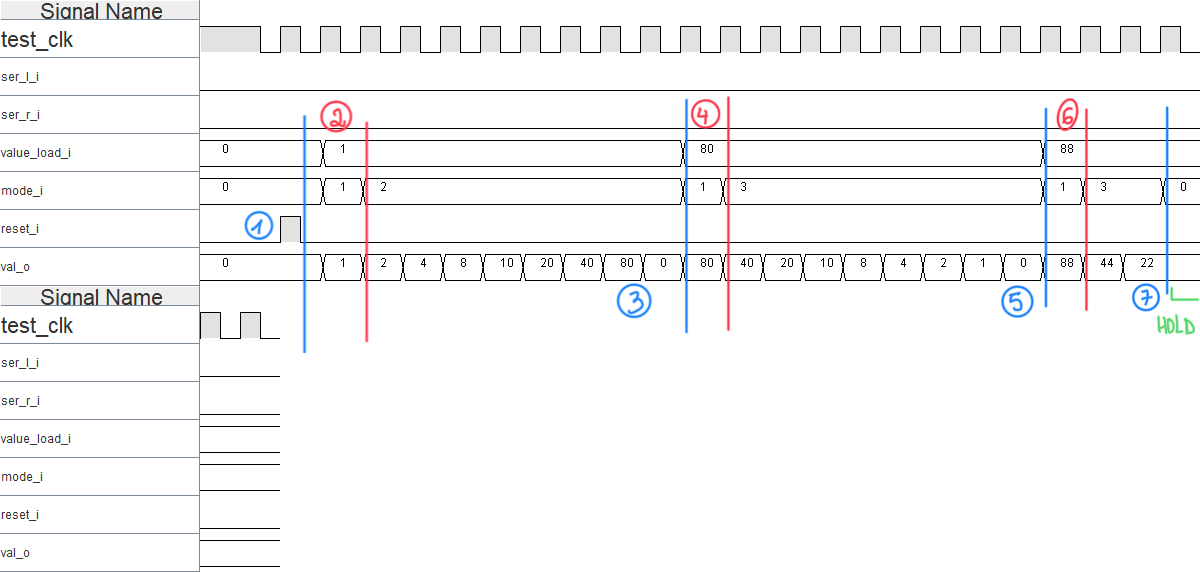 Signal Name
test_clk
ser_l_i
② ④ ⑥
ser_r_i
value_load_i 0 1 80 88
mode_i 0 1 2 1 3 1 3 0
reset_i ①
val_o 0 1 2 4 8 10 20 40 80 0 80 40 20 10 8 4 2 1 0 88 44 22
Signal Name ③ ⑤ ⑦
test_clk HOLD
ser_l_i
ser_r_i
value_load_i
mode_i
reset_i
val_o